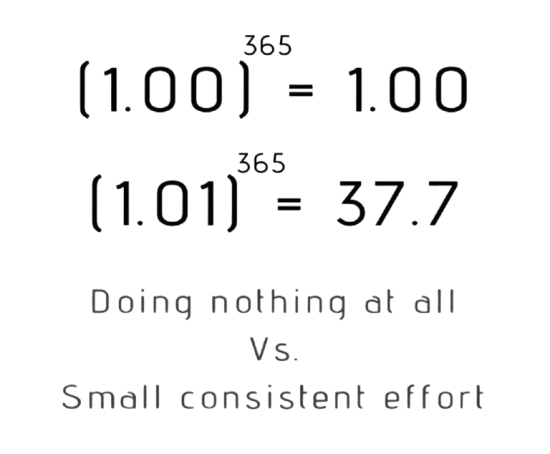 (1.00)³⁶⁵ = 1.00
(1.01)³⁶⁵ = 37.7
Doing nothing at all
Vs.
Small consistent effort